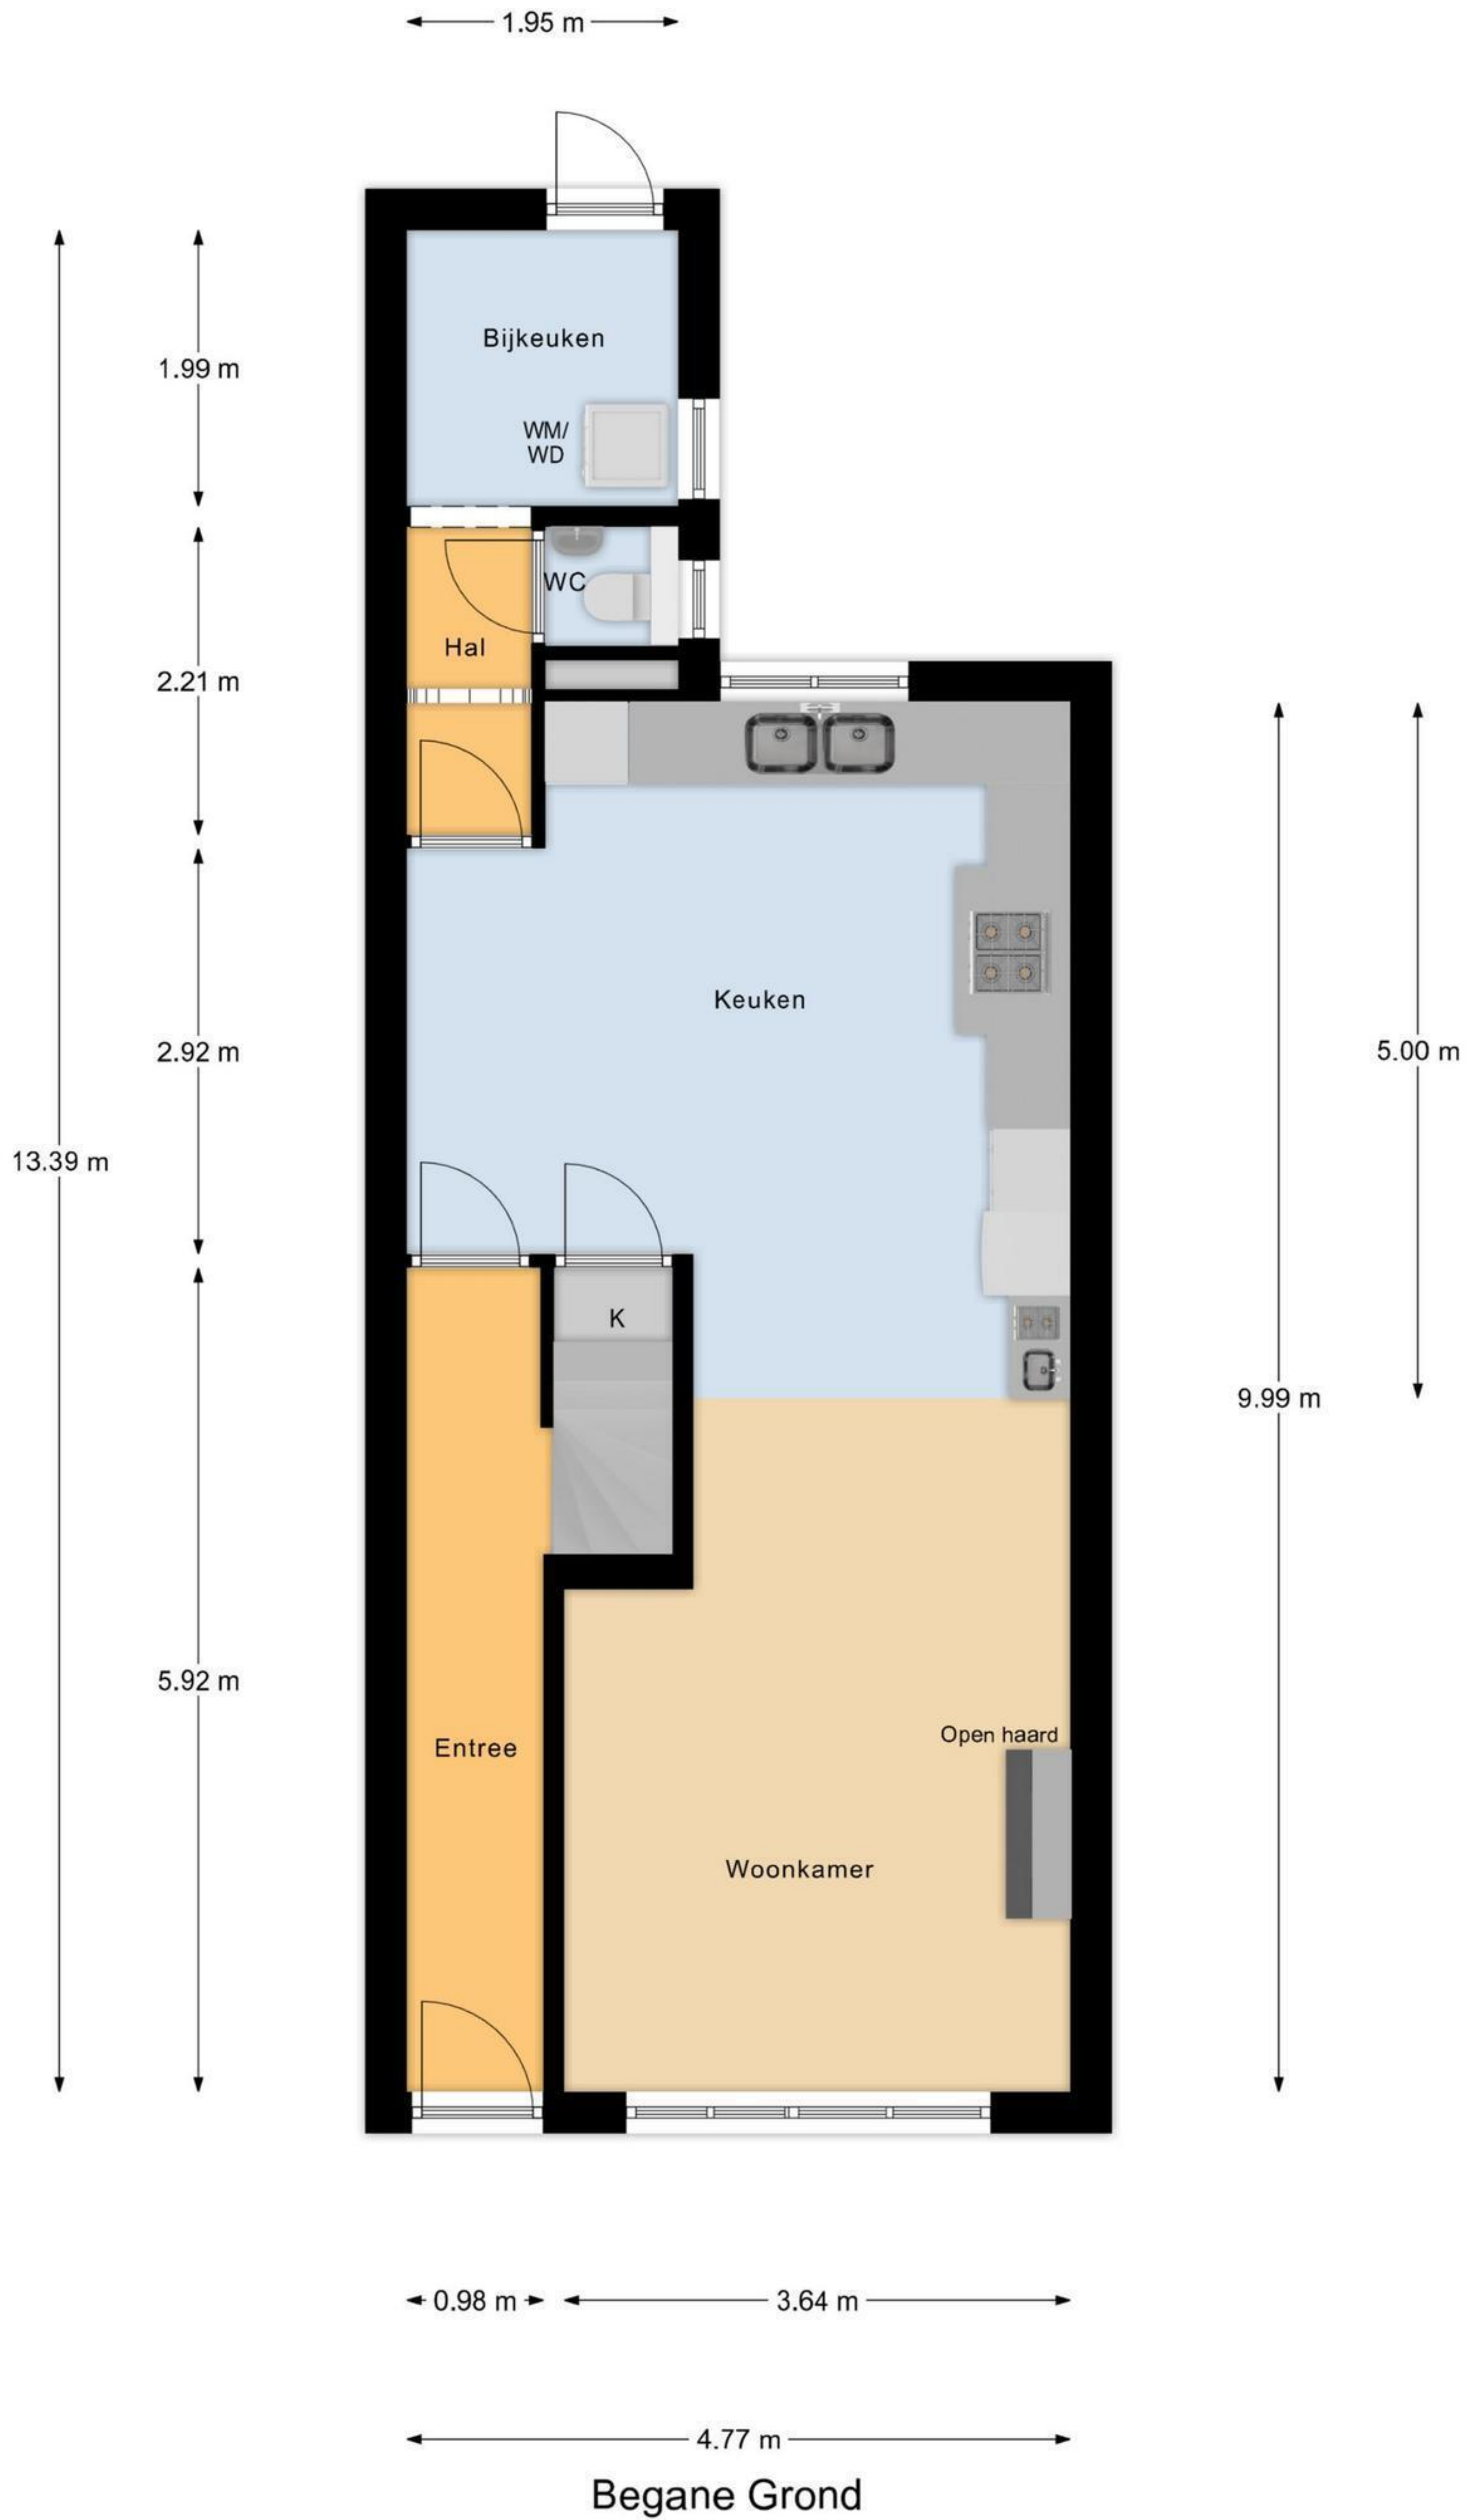 1.95 m
Bijkeuken
1.99 m
WM/
WD
WC
Hal
2.21 m
Keuken
2.92 m
5.00 m
13.39 m
K
9.99 m
5.92 m
Open haard
Entree
Woonkamer
0.98 m
3.64 m
4.77 m
Begane Grond